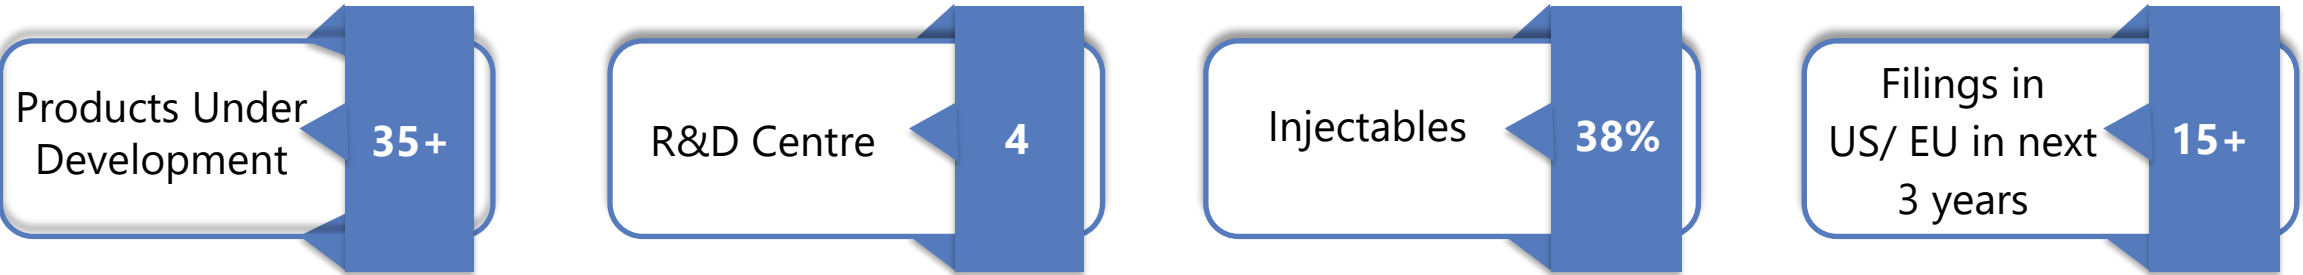 Products Under
Development
35+
R&D Centre
4
Injectables
38%
Filings in
US/ EU in next
3 years
15+